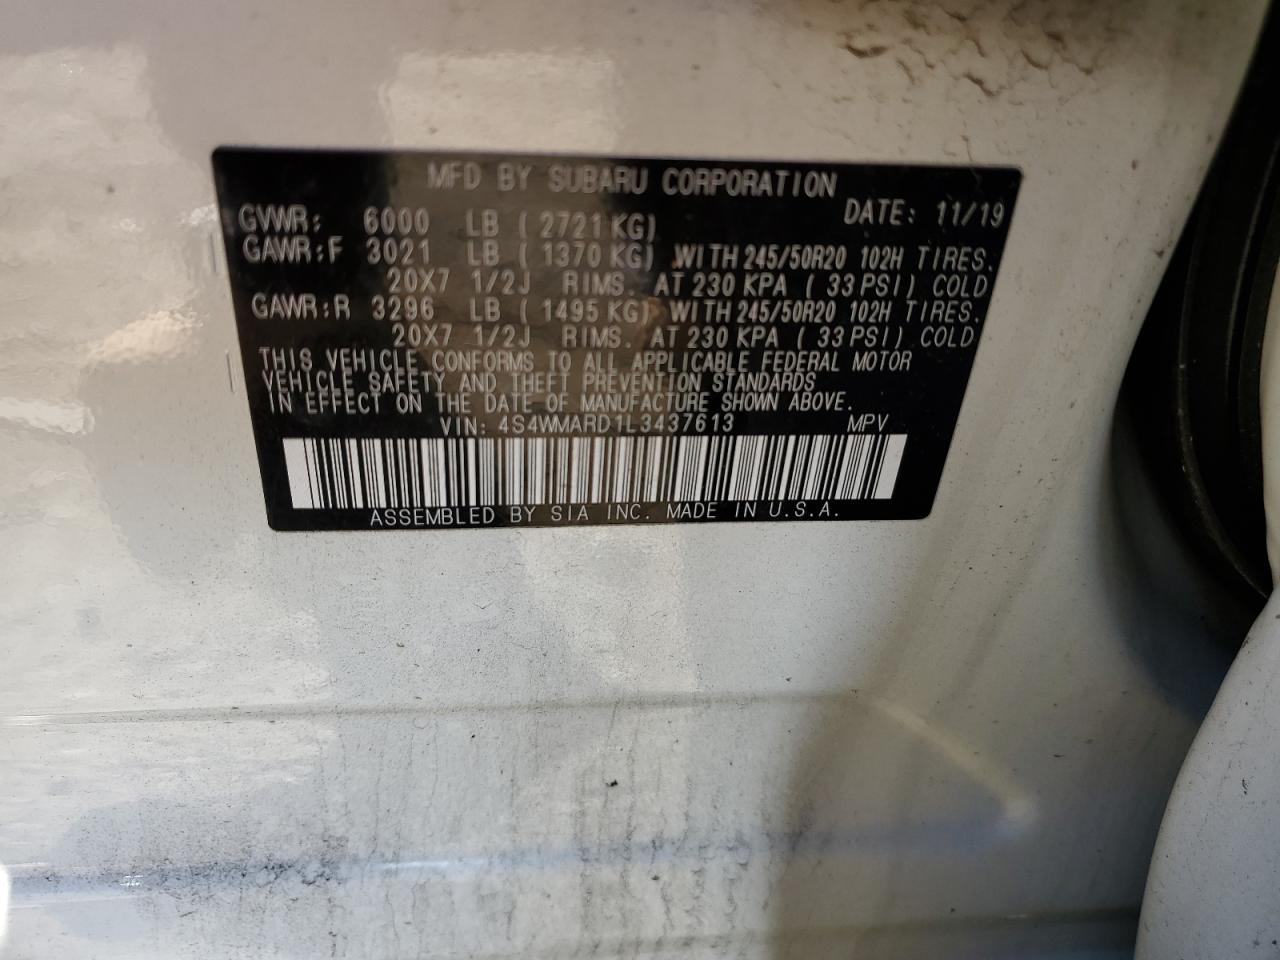 MFD BY SUBARU CORPORATION
GVWR: 6000 LB ( 2721 KG) DATE: 11/19
GAWR:F 3021 LB ( 1370 KG) WITH 245/50R20 102H TIRES.
20X7 1/2J RIMS. AT 230 KPA ( 33 PSI) COLD
GAWR:R 3296 LB ( 1495 KG) WITH 245/50R20 102H TIRES.
20X7 1/2J RIMS. AT 230 KPA ( 33 PSI) COLD
THIS VEHICLE CONFORMS TO ALL APPLICABLE FEDERAL MOTOR
VEHICLE SAFETY AND THEFT PREVENTION STANDARDS
IN EFFECT ON THE DATE OF MANUFACTURE SHOWN ABOVE.
VIN: 4S4WMARD1L3437613 MPV
ASSEMBLED BY SIA INC. MADE IN U.S.A.